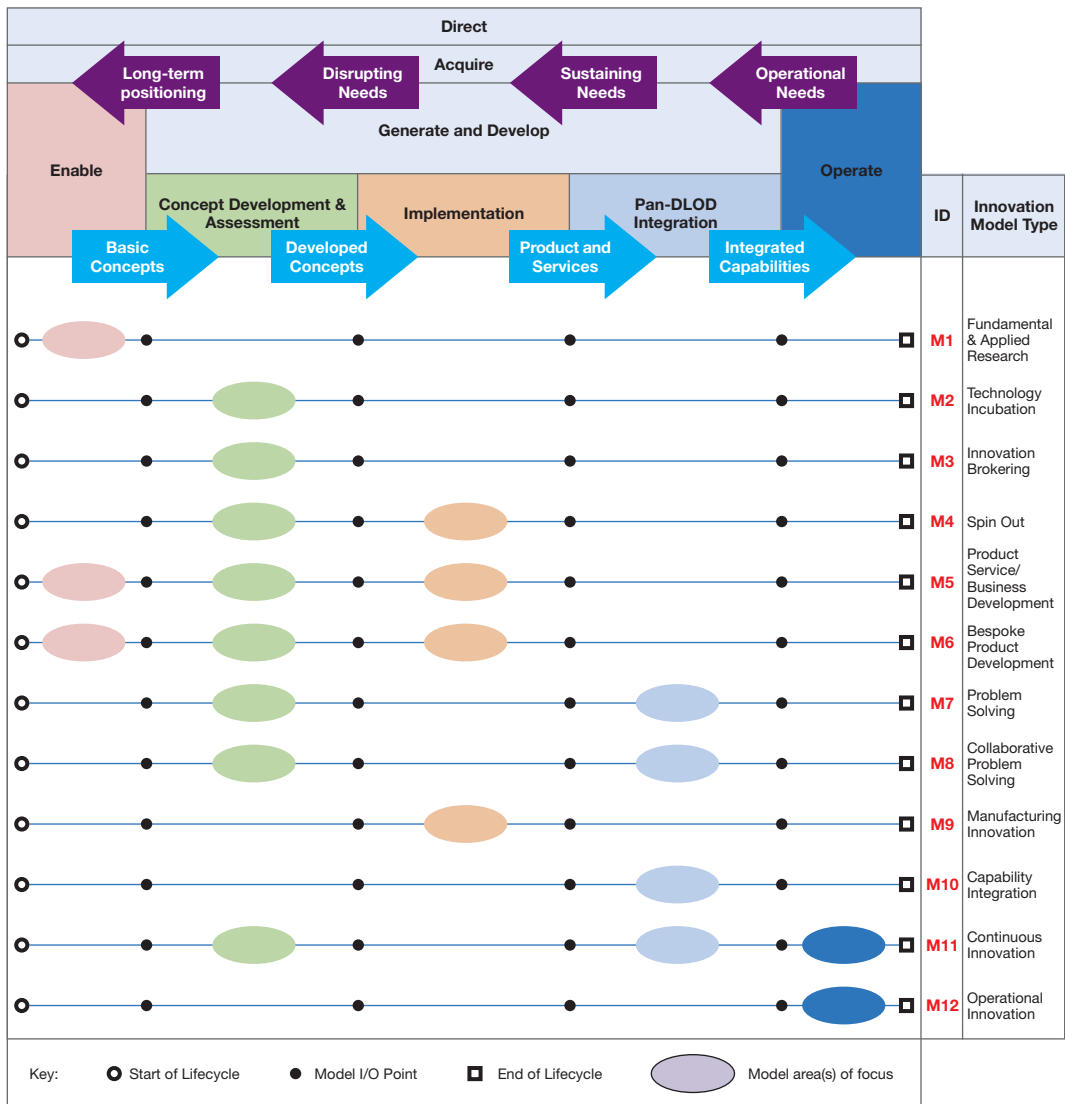 Direct
Acquire
Long-term
positioning
Disrupting
Needs
Sustaining
Needs
Operational
Needs
Generate and Develop
Enable
Operate
Concept Development &
Assessment
Implementation
Pan-DLOD
Integration
ID
Innovation
Model Type
Basic
Concepts
Developed
Concepts
Product and
Services
Integrated
Capabilities
M1
Fundamental
& Applied
Research
M2
Technology
Incubation
M3
Innovation
Brokering
M4
Spin Out
M5
Product
Service/
Business
Development
M6
Bespoke
Product
Development
M7
Problem
Solving
M8
Collaborative
Problem
Solving
M9
Manufacturing
Innovation
M10
Capability
Integration
M11
Continuous
Innovation
M12
Operational
Innovation
Key:
Start of Lifecycle
Model I/O Point
End of Lifecycle
Model area(s) of focus